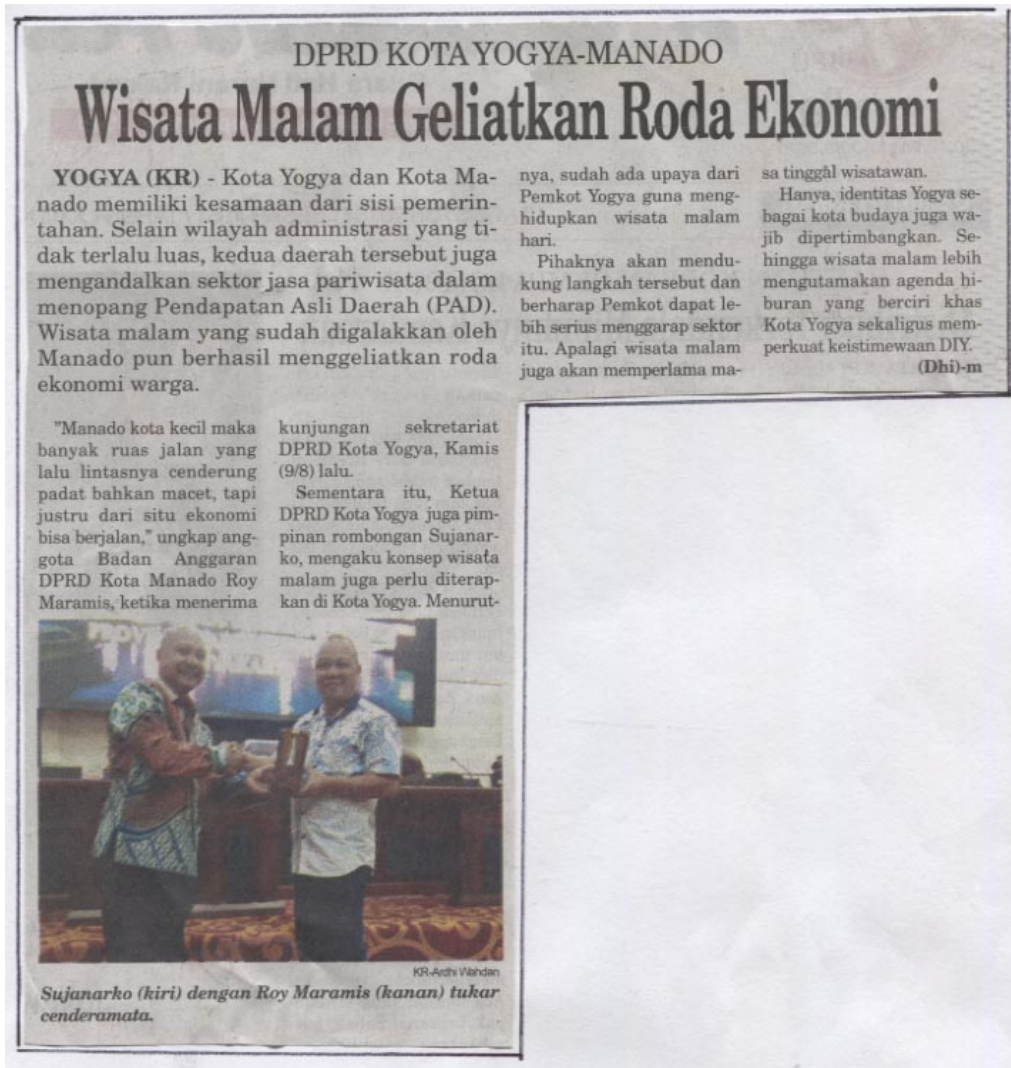 DPRD KOTA YOGYA-MANADO
Wisata Malam Geliatkan Roda Ekonomi
YOGYA (KR) - Kota Yogya dan Kota Ma-
nado memiliki kesamaan dari sisi pemerin-
tahan. Selain wilayah administrasi yang ti-
dak terlalu luas, kedua daerah tersebut juga
mengandalkan sektor jasa pariwisata dalam
menopang Pendapatan Asli Daerah (PAD).
Wisata malam yang sudah digalakkan oleh
Manado pun berhasil menggeliatkan roda
ekonomi warga.
"Manado kota kecil maka
banyak ruas jalan yang
lalu lintasnya cenderung
padat bahkan macet, tapi
justru dari situ ekonomi
bisa berjalan," ungkap ang-
gota Badan Anggaran
DPRD Kota Manado Roy
Maramis, ketika menerima
kunjungan sekretariat
DPRD Kota Yogya, Kamis
(9/8) lalu.
Sementara itu, Ketua
DPRD Kota Yogya juga pim-
pinan rombongan Sujanar-
ko, mengaku konsep wisata
malam juga perlu diterap-
kan di Kota Yogya. Menurut-
nya, sudah ada upaya dari
Pemkot Yogya guna meng-
hidupkan wisata malam
hari.
Pihaknya akan mendu-
kung langkah tersebut dan
berharap Pemkot dapat le-
bih serius menggarap sektor
itu. Apalagi wisata malam
juga akan memperlama ma-
sa tinggal wisatawan.
Hanya, identitas Yogya se-
bagai kota budaya juga wa-
jib dipertimbangkan. Se-
hingga wisata malam lebih
mengutamakan agenda hi-
buran yang berciri khas
Kota Yogya sekaligus mem-
perkuat keistimewaan DIY.
(Dhi)-m
KR-Ardhi Wahdan
Sujanarko (kiri) dengan Roy Maramis (kanan) tukar
cenderamata.